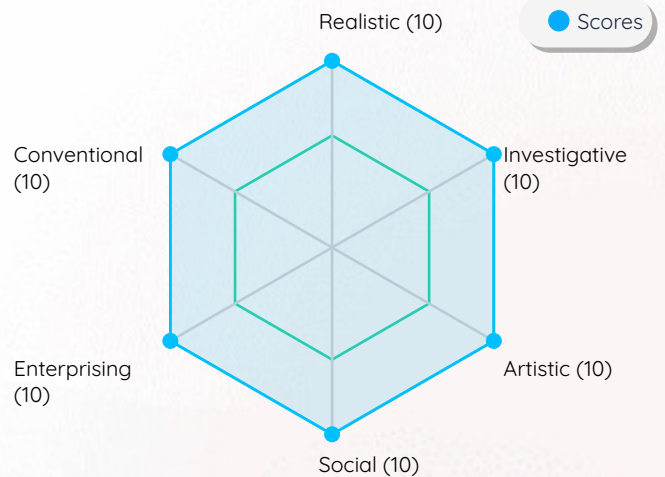 Realistic (10)
Scores
Conventional
(10)
Investigative
(10)
Enterprising
(10)
Artistic (10)
Social (10)